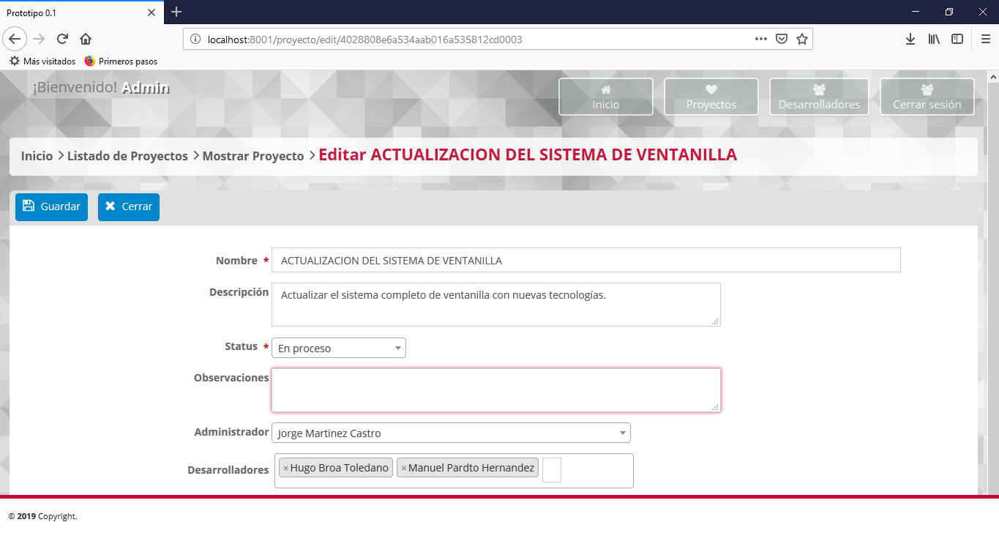 Prototipo 0.1
localhost:8001/proyecto/edit/4028808e6a534aab016a535812cd0003
Más visitados Primeros pasos
¡Bienvenido! Admin
Inicio Proyectos Desarrolladores Cerrar sesión
Inicio > Listado de Proyectos > Mostrar Proyecto > Editar ACTUALIZACION DEL SISTEMA DE VENTANILLA
Guardar Cerrar
Nombre * ACTUALIZACION DEL SISTEMA DE VENTANILLA
Descripción Actualizar el sistema completo de ventanilla con nuevas tecnologías.
Status * En proceso
Observaciones
Administrador Jorge Martinez Castro
Desarrolladores ×Hugo Broa Toledano ×Manuel Pardto Hernandez
© 2019 Copyright.